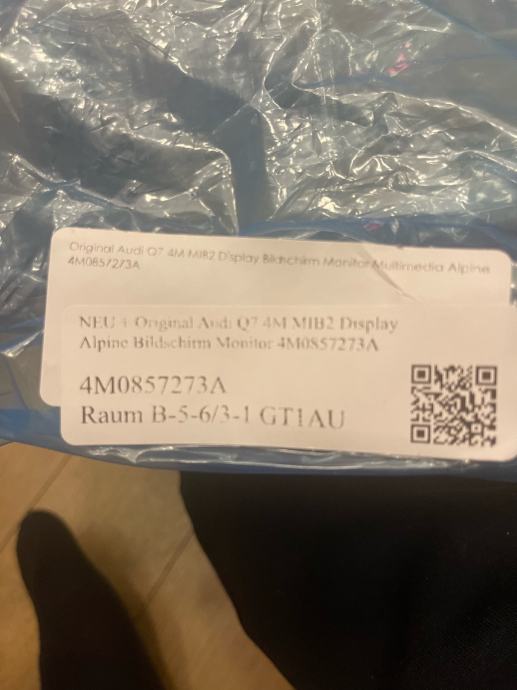 Original Audi Q7 4M MIB2 Display Bildschirm Monitor Multimedia Alpine
4M0857273A
NEU + Original Audi Q7 4M MIB2 Display
Alpine Bildschirm Monitor 4M0857273A
4M0857273A
Raum B-5-6/3-1 GT1AU